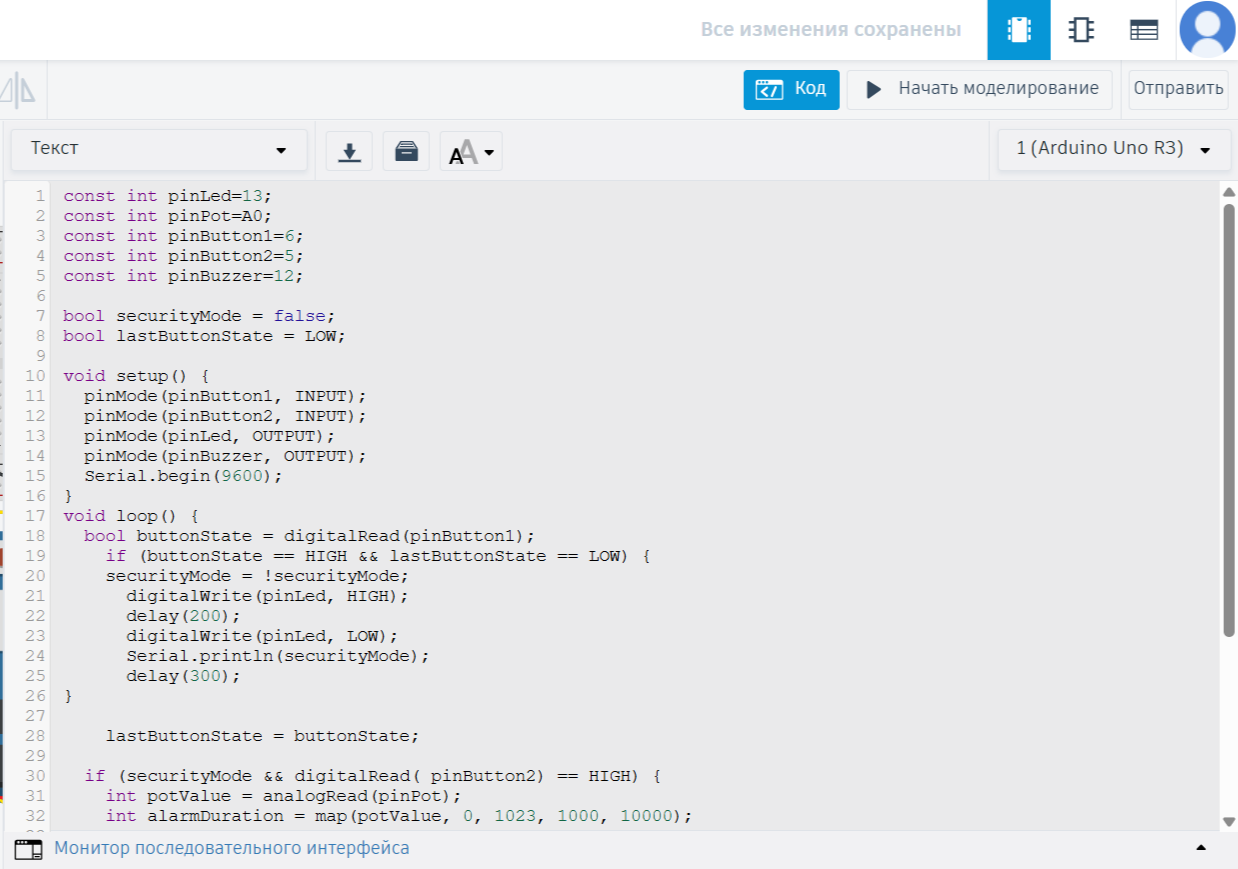 Все изменения сохранены
Код
Начать моделирование
Отправить
Текст
AA
1 (Arduino Uno R3)
1 const int pinLed=13;
2 const int pinPot=A0;
3 const int pinButton1=6;
4 const int pinButton2=5;
5 const int pinBuzzer=12;
6
7 bool securityMode = false;
8 bool lastButtonState = LOW;
9
10 void setup() {
11   pinMode(pinButton1, INPUT);
12   pinMode(pinButton2, INPUT);
13   pinMode(pinLed, OUTPUT);
14   pinMode(pinBuzzer, OUTPUT);
15   Serial.begin(9600);
16 }
17 void loop() {
18   bool buttonState = digitalRead(pinButton1);
19     if (buttonState == HIGH && lastButtonState == LOW) {
20     securityMode = !securityMode;
21       digitalWrite(pinLed, HIGH);
22       delay(200);
23       digitalWrite(pinLed, LOW);
24       Serial.println(securityMode);
25       delay(300);
26 }
27
28     lastButtonState = buttonState;
29
30   if (securityMode && digitalRead( pinButton2) == HIGH) {
31     int potValue = analogRead(pinPot);
32     int alarmDuration = map(potValue, 0, 1023, 1000, 10000);
Монитор последовательного интерфейса